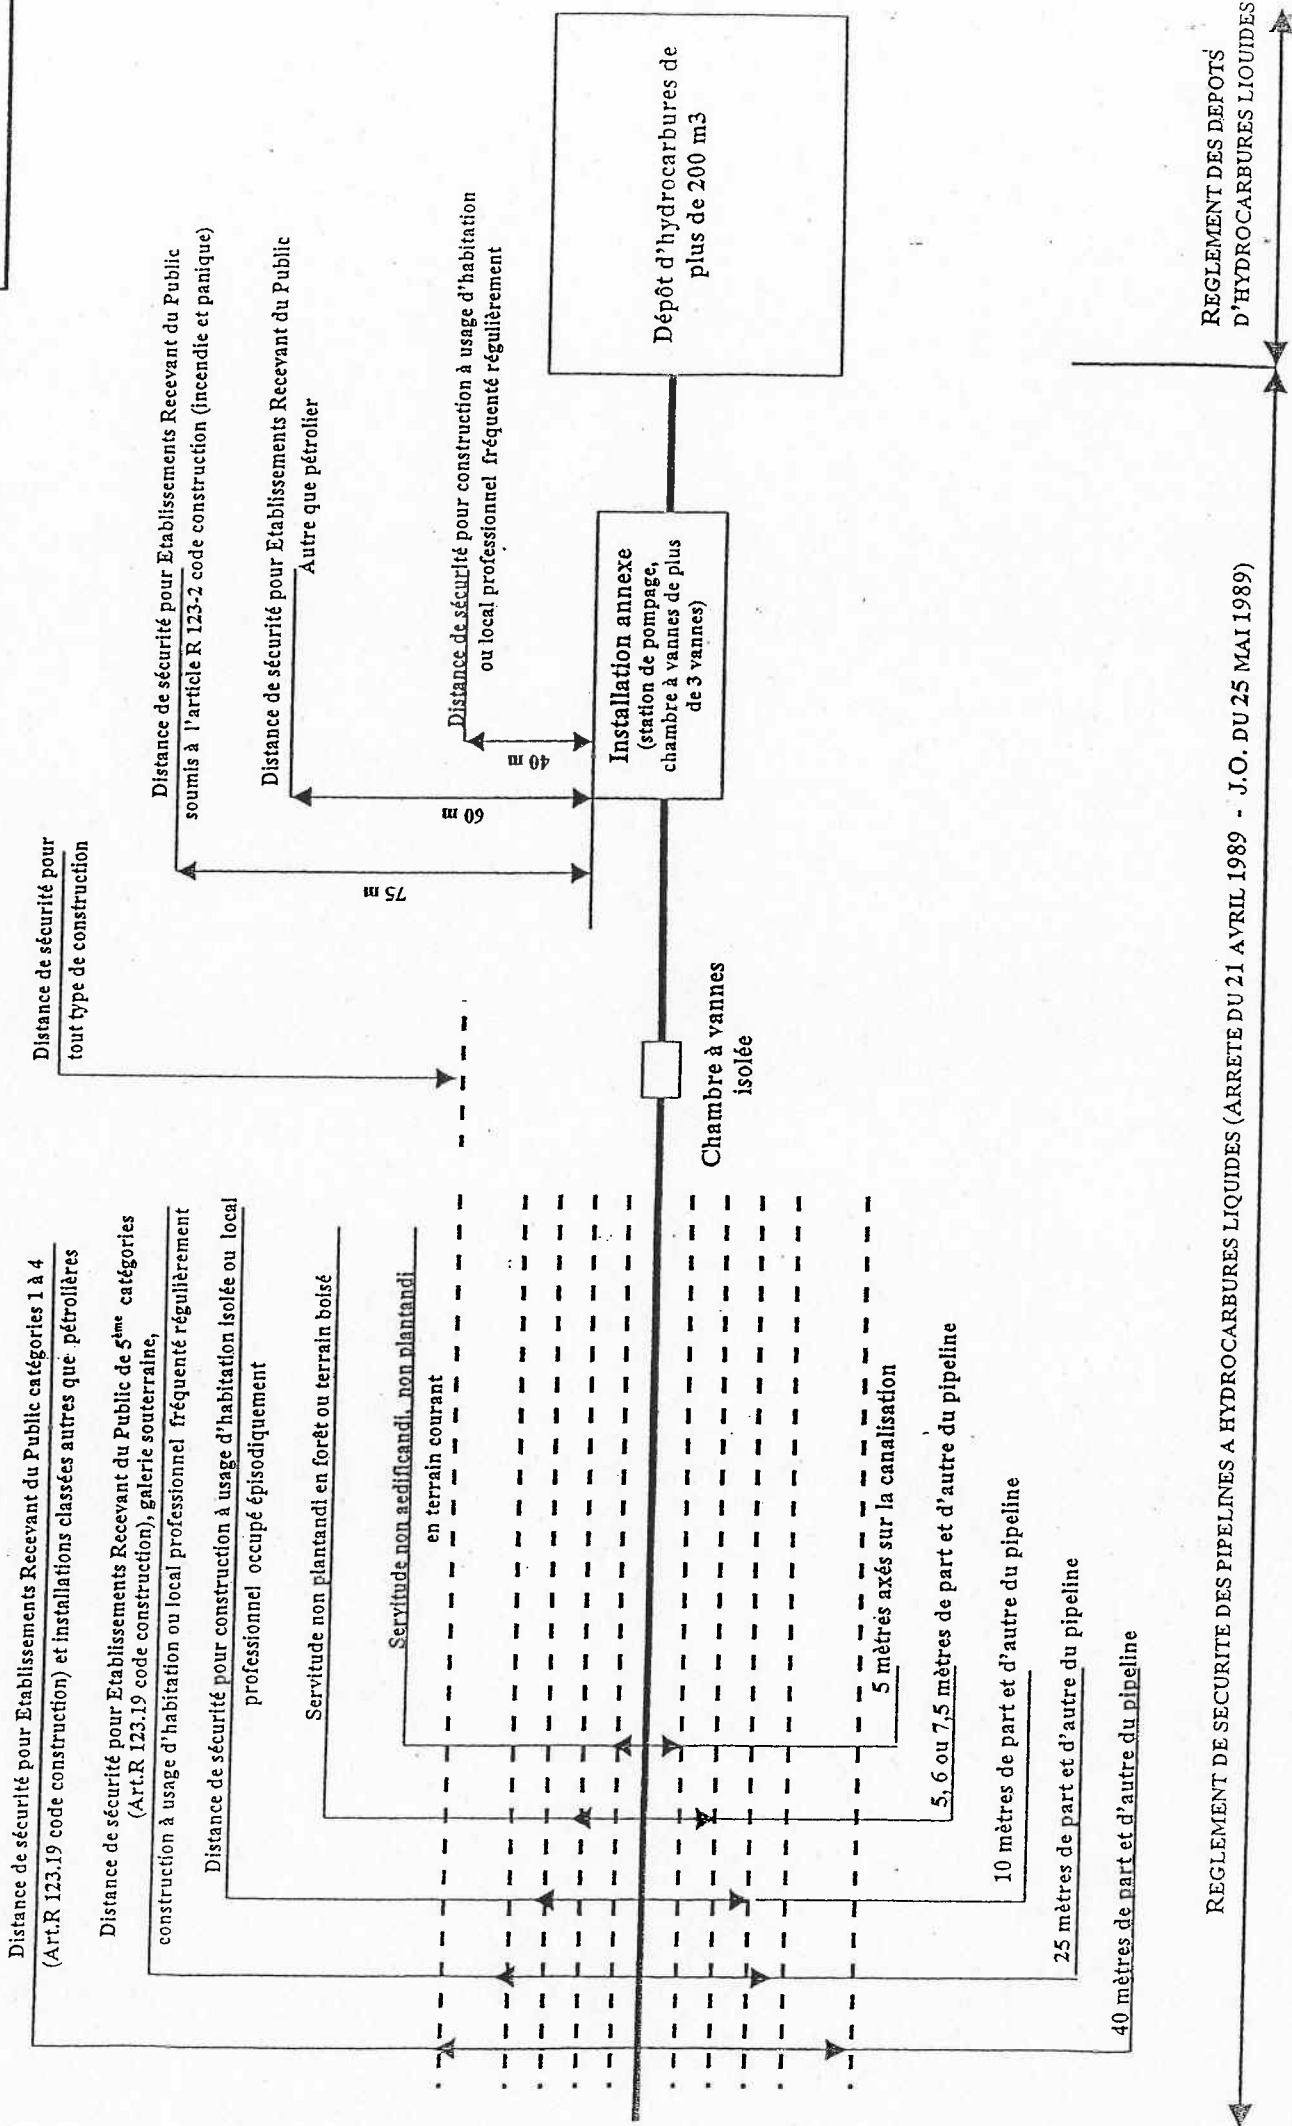 Distance de sécurité pour Etablissements Recevant du Public catégories 1 à 4
(Art.R 123.19 code construction) et installations classées autres que pétrolières
Distance de sécurité pour Etablissements Recevant du Public de 5ème catégories
(Art.R 123.19 code construction), galerie souterraine,
construction à usage d'habitation ou local professionnel fréquenté régulièrement
Distance de sécurité pour construction à usage d'habitation isolée ou local
professionnel occupé épisodiquement
Servitude non plantandi en forêt ou terrain boisé
Servitude non aedificandi, non plantandi
en terrain courant
Distance de sécurité pour
tout type de construction
Distance de sécurité pour Etablissements Recevant du Public
soumis à l'article R 123-2 code construction (incendie et panique)
Distance de sécurité pour Etablissements Recevant du Public
Autre que pétrolier
Distance de sécurité pour construction à usage d'habitation
ou local professionnel fréquenté régulièrement
75 m
60 m
40 m
Chambre à vannes
isolée
Installation annexe
(station de pompage,
chambre à vannes de plus
de 3 vannes)
Dépôt d'hydrocarbures de
plus de 200 m3
5 mètres axés sur la canalisation
5, 6 ou 7,5 mètres de part et d'autre du pipeline
10 mètres de part et d'autre du pipeline
25 mètres de part et d'autre du pipeline
40 mètres de part et d'autre du pipeline
REGLEMENT DE SECURITE DES PIPELINES A HYDROCARBURES LIQUIDES (ARRETE DU 21 AVRIL 1989 - J.O. DU 25 MAI 1989)
REGLEMENT DES DEPOTS
D'HYDROCARBURES LIQUIDES